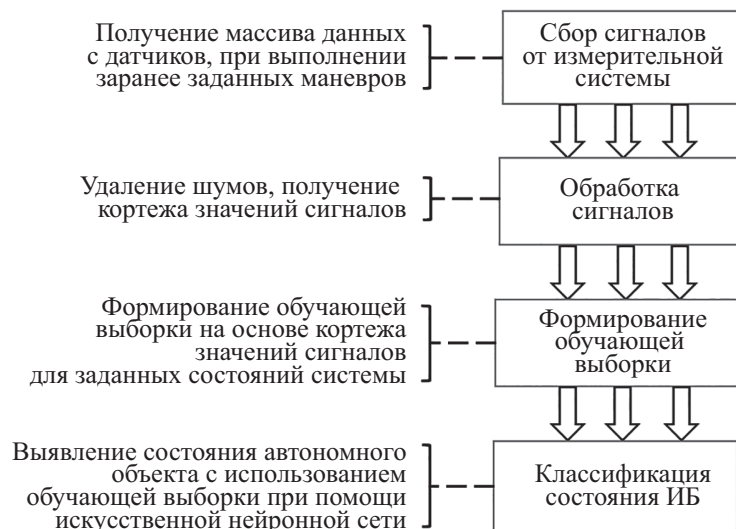 Получение массива данных
с датчиков, при выполнении
заранее заданных маневров
Сбор сигналов
от измерительной
системы
Удаление шумов, получение
кортежа значений сигналов
Обработка
сигналов
Формирование обучающей
выборки на основе кортежа
значений сигналов
для заданных состояний системы
Формирование
обучающей
выборки
Выявление состояния автономного
объекта с использованием
обучающей выборки при помощи
искусственной нейронной сети
Классификация
состояния ИБ